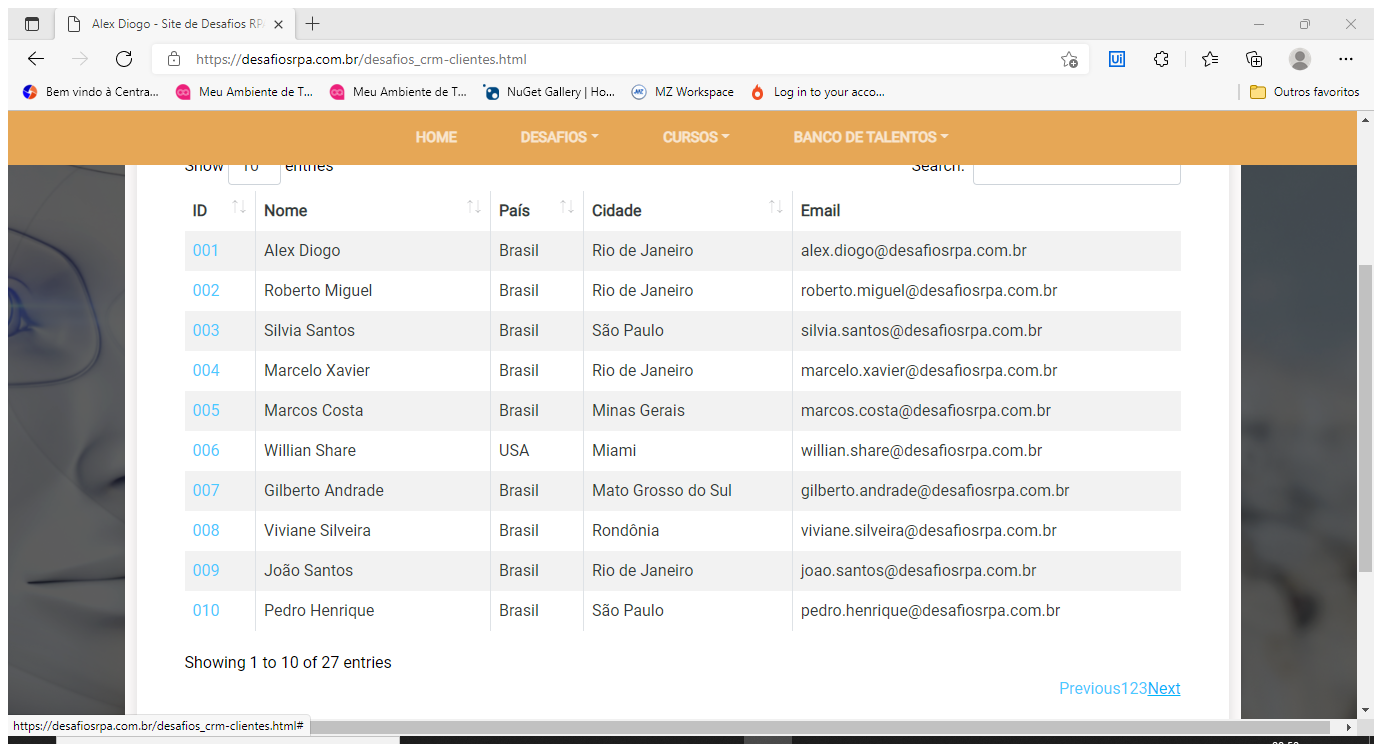 Alex Diogo - Site de Desafios RP
https://desafiosrpa.com.br/desafios_crm-clientes.html
Bem vindo à Centra... Meu Ambiente de T... Meu Ambiente de T... NuGet Gallery | Ho... MZ Workspace Log in to your acco... Outros favoritos
HOME DESAFIOS CURSOS BANCO DE TALENTOS
Show 10 entries Search:
ID Nome País Cidade Email
001 Alex Diogo Brasil Rio de Janeiro alex.diogo@desafiosrpa.com.br
002 Roberto Miguel Brasil Rio de Janeiro roberto.miguel@desafiosrpa.com.br
003 Silvia Santos Brasil São Paulo silvia.santos@desafiosrpa.com.br
004 Marcelo Xavier Brasil Rio de Janeiro marcelo.xavier@desafiosrpa.com.br
005 Marcos Costa Brasil Minas Gerais marcos.costa@desafiosrpa.com.br
006 Willian Share USA Miami willian.share@desafiosrpa.com.br
007 Gilberto Andrade Brasil Mato Grosso do Sul gilberto.andrade@desafiosrpa.com.br
008 Viviane Silveira Brasil Rondônia viviane.silveira@desafiosrpa.com.br
009 João Santos Brasil Rio de Janeiro joao.santos@desafiosrpa.com.br
010 Pedro Henrique Brasil São Paulo pedro.henrique@desafiosrpa.com.br
Showing 1 to 10 of 27 entries
Previous123Next
https://desafiosrpa.com.br/desafios_crm-clientes.html#